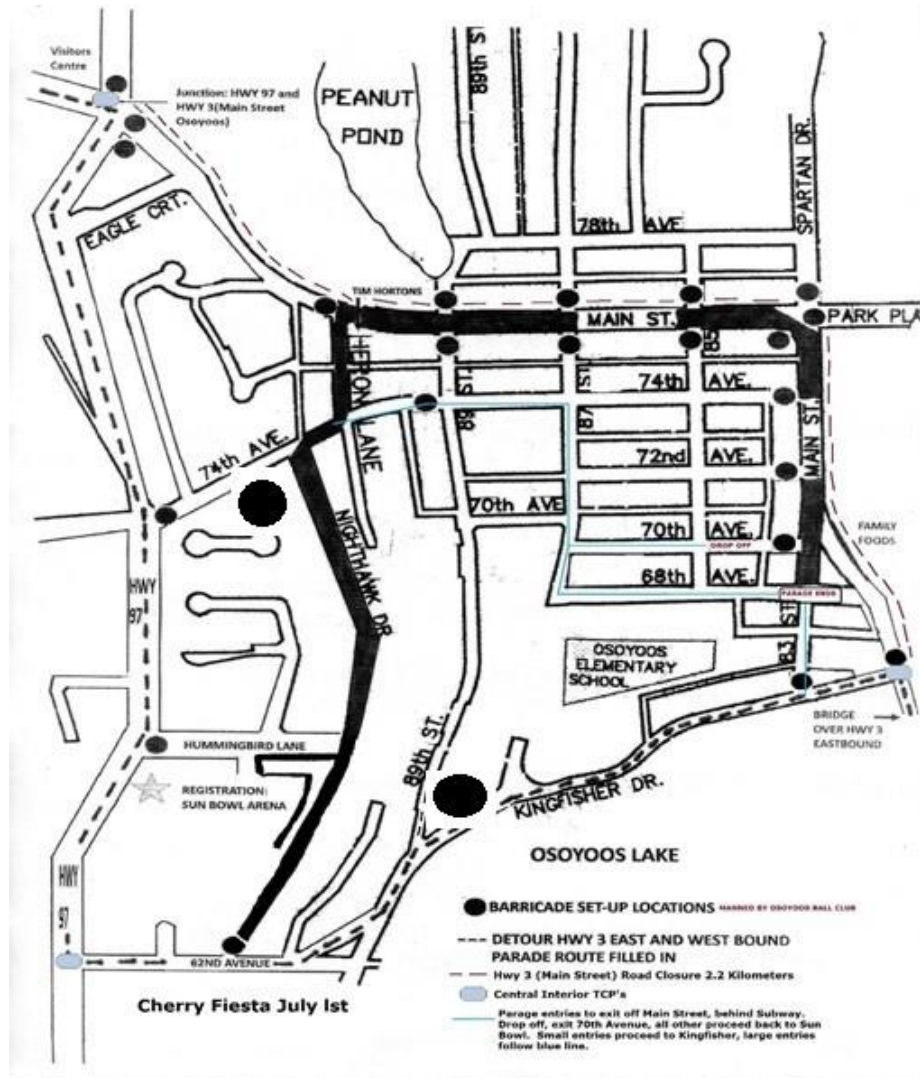 Visitors
Centre
Junction: HWY 97 and
HWY 3(Main Street
Osoyoos)
PEANUT
POND
89th ST
SPARTAN DR.
78th AVE
EAGLE CRT.
TIM HORTONS
MAIN ST.
PARK PLA
HERON LANE
89 ST.
87 ST.
85
74th AVE.
MAIN ST.
74th AVE.
72nd AVE.
70th AVE
70th AVE.
DROP OFF
FAMILY
FOODS
68th AVE.
PARADE ENDS
NIGHTHAWK DR.
HWY
97
83 ST
OSOYOOS
ELEMENTARY
SCHOOL
BRIDGE
OVER HWY 3
EASTBOUND
HUMMINGBIRD LANE
89th ST.
REGISTRATION:
SUN BOWL ARENA
KINGFISHER DR.
OSOYOOS LAKE
HWY
97
BARRICADE SET-UP LOCATIONS MANNED BY OSOYOOS BALL CLUB
DETOUR HWY 3 EAST AND WEST BOUND
PARADE ROUTE FILLED IN
62ND AVENUE
Hwy 3 (Main Street) Road Closure 2.2 Kilometers
Central Interior TCP's
Cherry Fiesta July lst
Parage entries to exit off Main Street, behind Subway.
Drop off, exit 70th Avenue, all other proceed back to Sun
Bowl. Small entries proceed to Kingfisher, large entries
follow blue line.